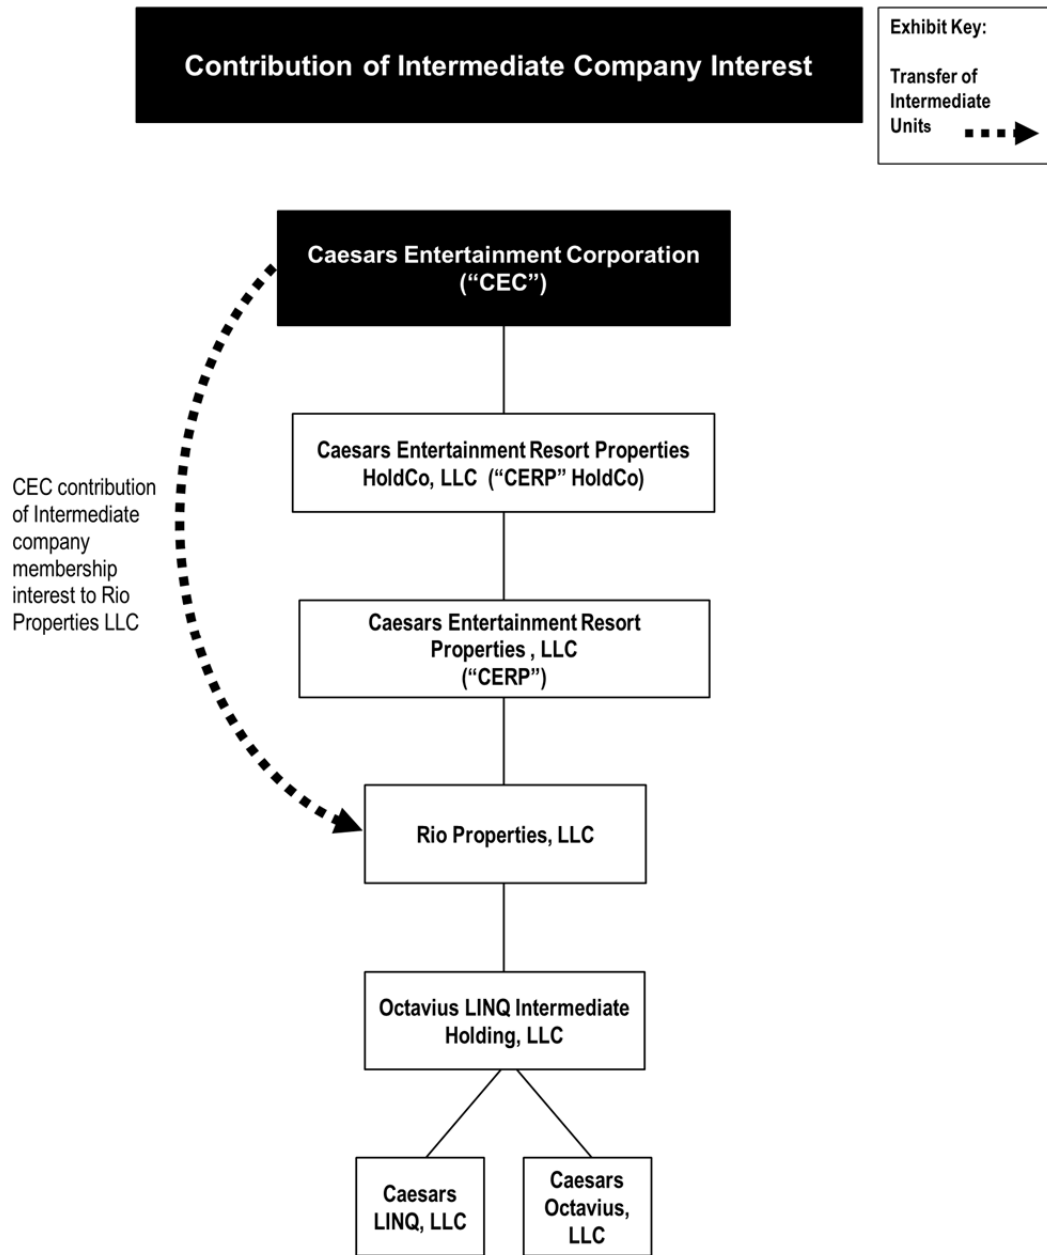 Contribution of Intermediate Company Interest
Exhibit Key:
Transfer of
Intermediate
Units
Caesars Entertainment Corporation
(“CEC”)
Caesars Entertainment Resort Properties
HoldCo, LLC (“CERP” HoldCo)
CEC contribution
of Intermediate
company
membership
interest to Rio
Properties LLC
Caesars Entertainment Resort
Properties , LLC
(“CERP”)
Rio Properties, LLC
Octavius LINQ Intermediate
Holding, LLC
Caesars
LINQ, LLC
Caesars
Octavius,
LLC